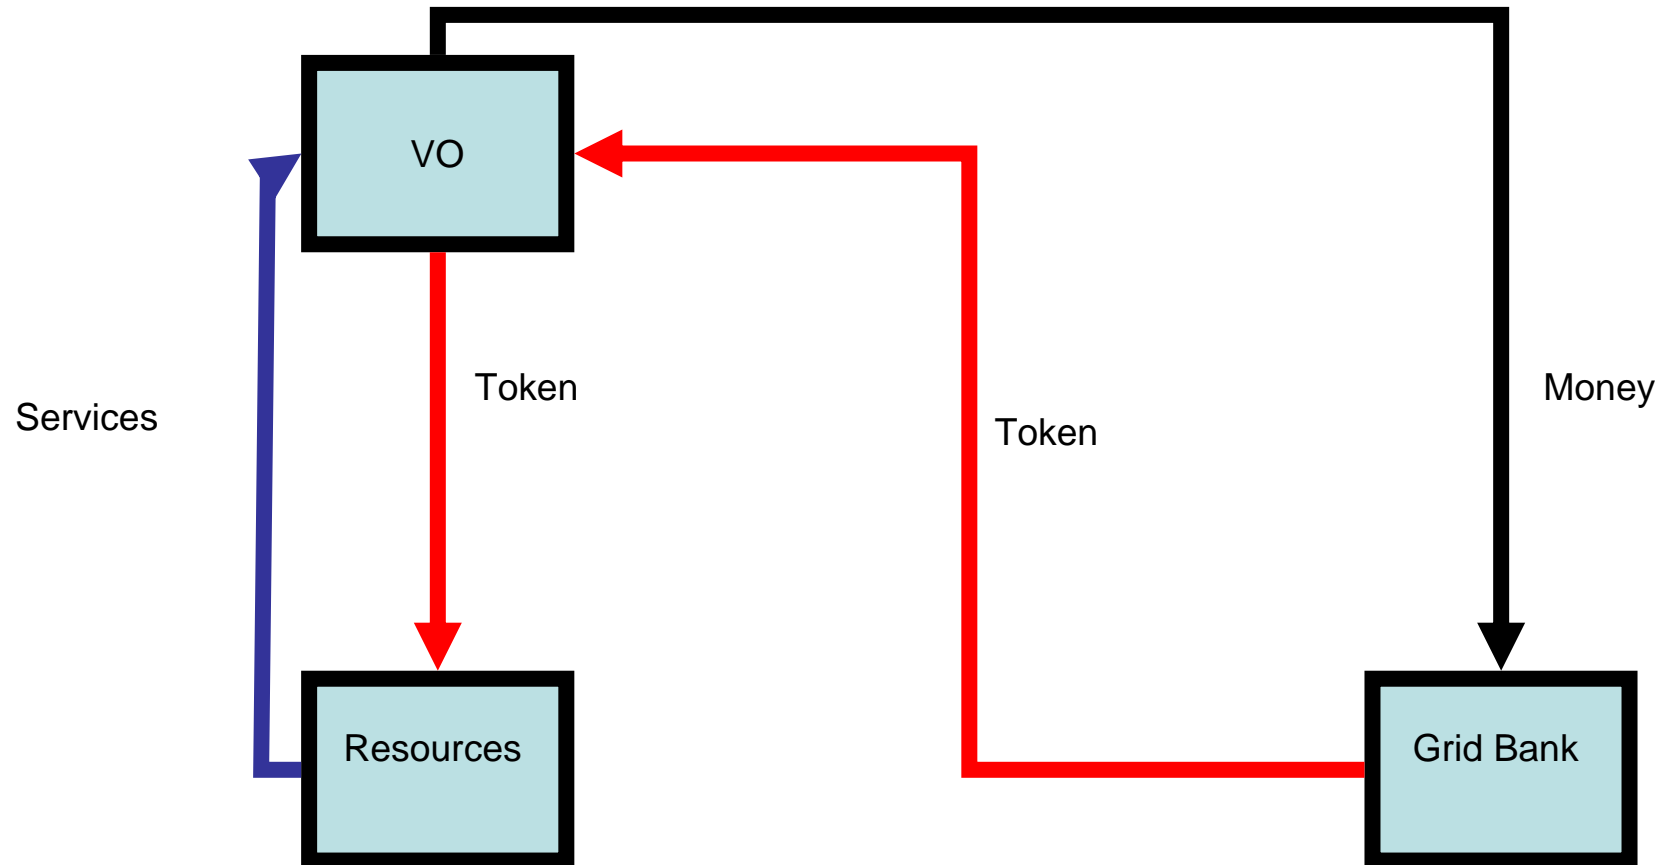 VO
Token
Money
Services
Token
Resources
Grid Bank